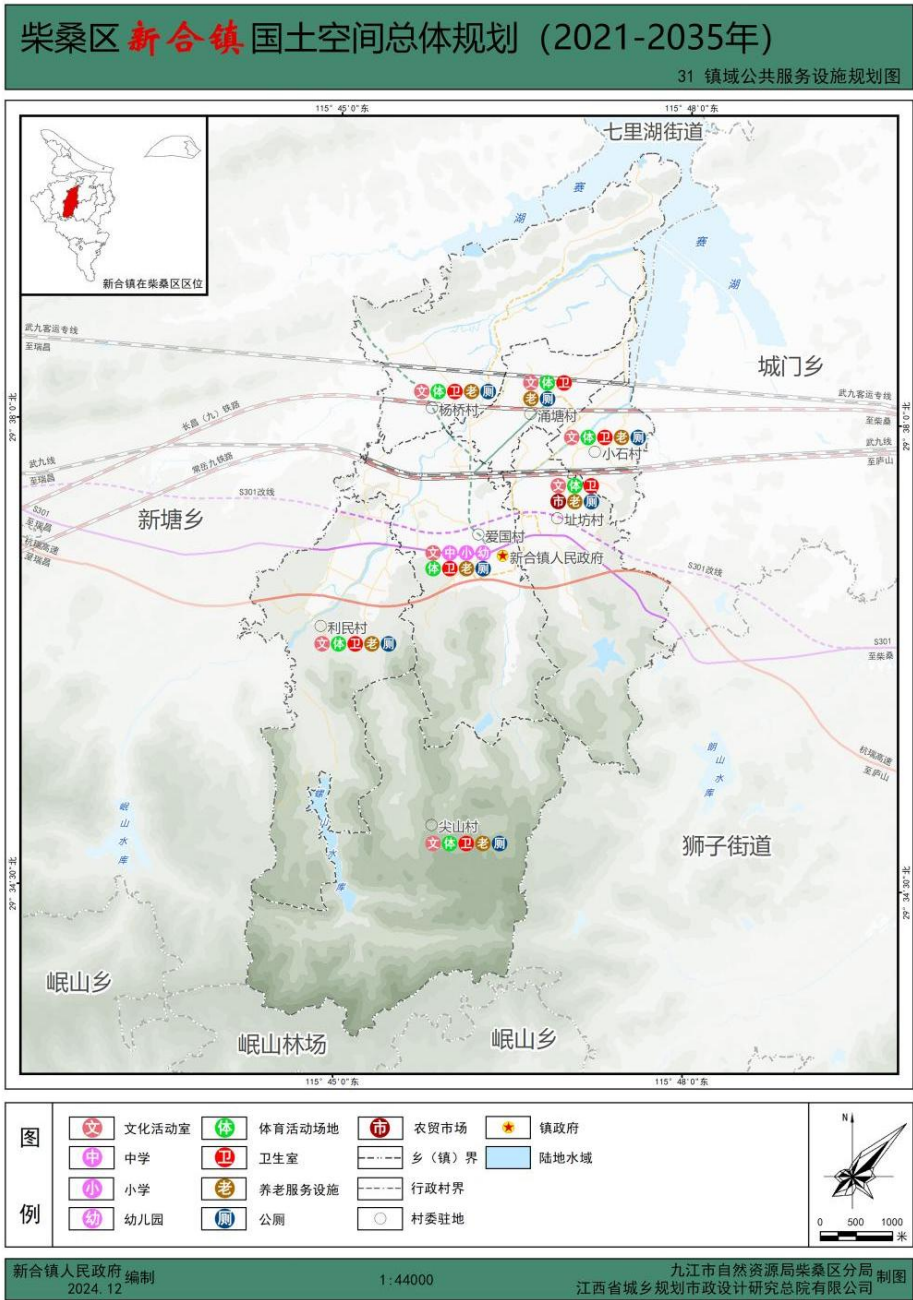 柴桑区新合镇国土空间总体规划（2021-2035年）
31 镇域公共服务设施规划图
115° 45′0″东
115° 48′0″东
七里湖街道
赛
湖
赛
湖
新合镇在柴桑区区位
武九客运专线
至瑞昌
城门乡
29° 38′0″北
29° 38′0″北
长昌（九）铁路
武九客运专线
至柴桑
文体卫老厕
杨桥村
文体卫
老厕
涌塘村
文体卫老厕
小石村
武九线
至瑞昌
常岳九铁路
武九线
至庐山
S301改线
文体卫
市老厕
址坊村
S301
至瑞昌
新塘乡
杭瑞高速
至瑞昌
爱国村
文中小幼
体卫老厕
新合镇人民政府
S301改线
利民村
文体卫老厕
S301
至柴桑
杭瑞高速
至庐山
朗山水库
岷山水库
尖山村
文体卫老厕
水
库
狮子街道
29° 34′30″北
29° 34′30″北
岷山乡
岷山林场
岷山乡
115° 45′0″东
115° 48′0″东
图例
文 文化活动室 体 体育活动场地 市 农贸市场 镇政府
中 中学 卫 卫生室 乡（镇）界 陆地水域
小 小学 老 养老服务设施 行政村界
幼 幼儿园 厕 公厕 村委驻地
N
0 500 1000
米
新合镇人民政府 编制
2024.12
1:44000
九江市自然资源局柴桑区分局 制图
江西省城乡规划市政设计研究总院有限公司